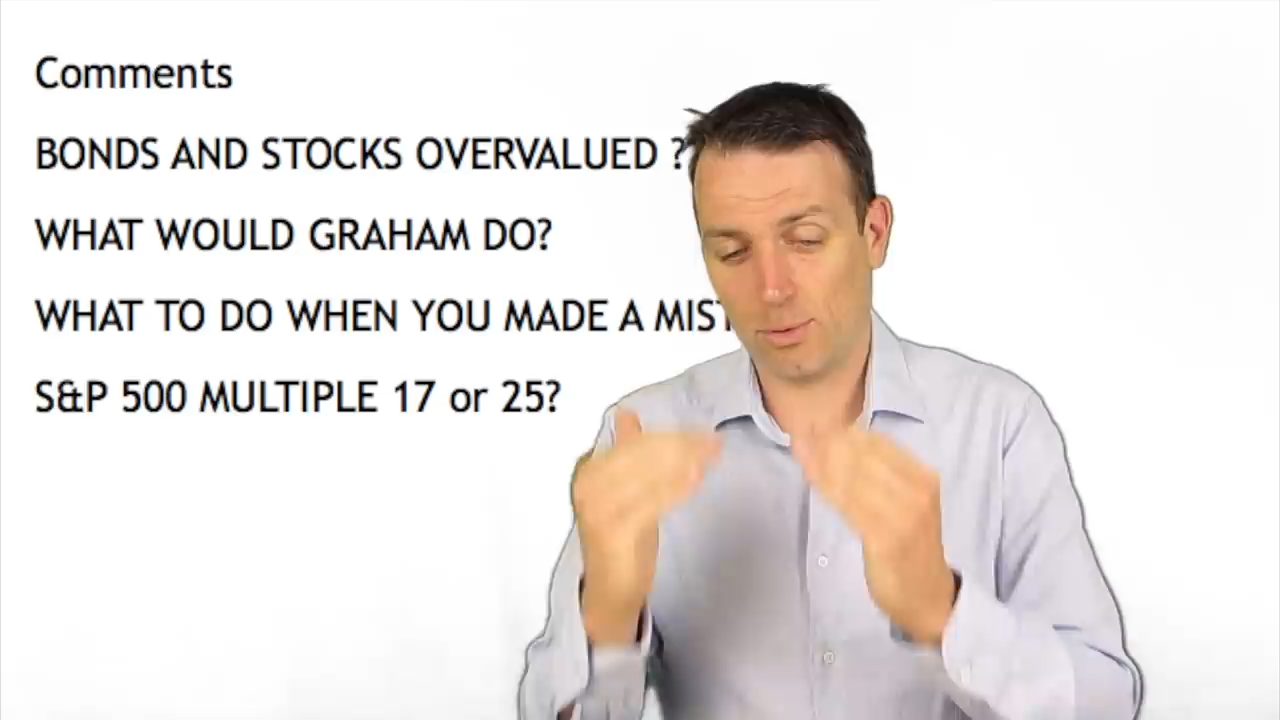 Comments
BONDS AND STOCKS OVERVALUED ?
WHAT WOULD GRAHAM DO?
WHAT TO DO WHEN YOU MADE A
S&P 500 MULTIPLE 17 or 25?